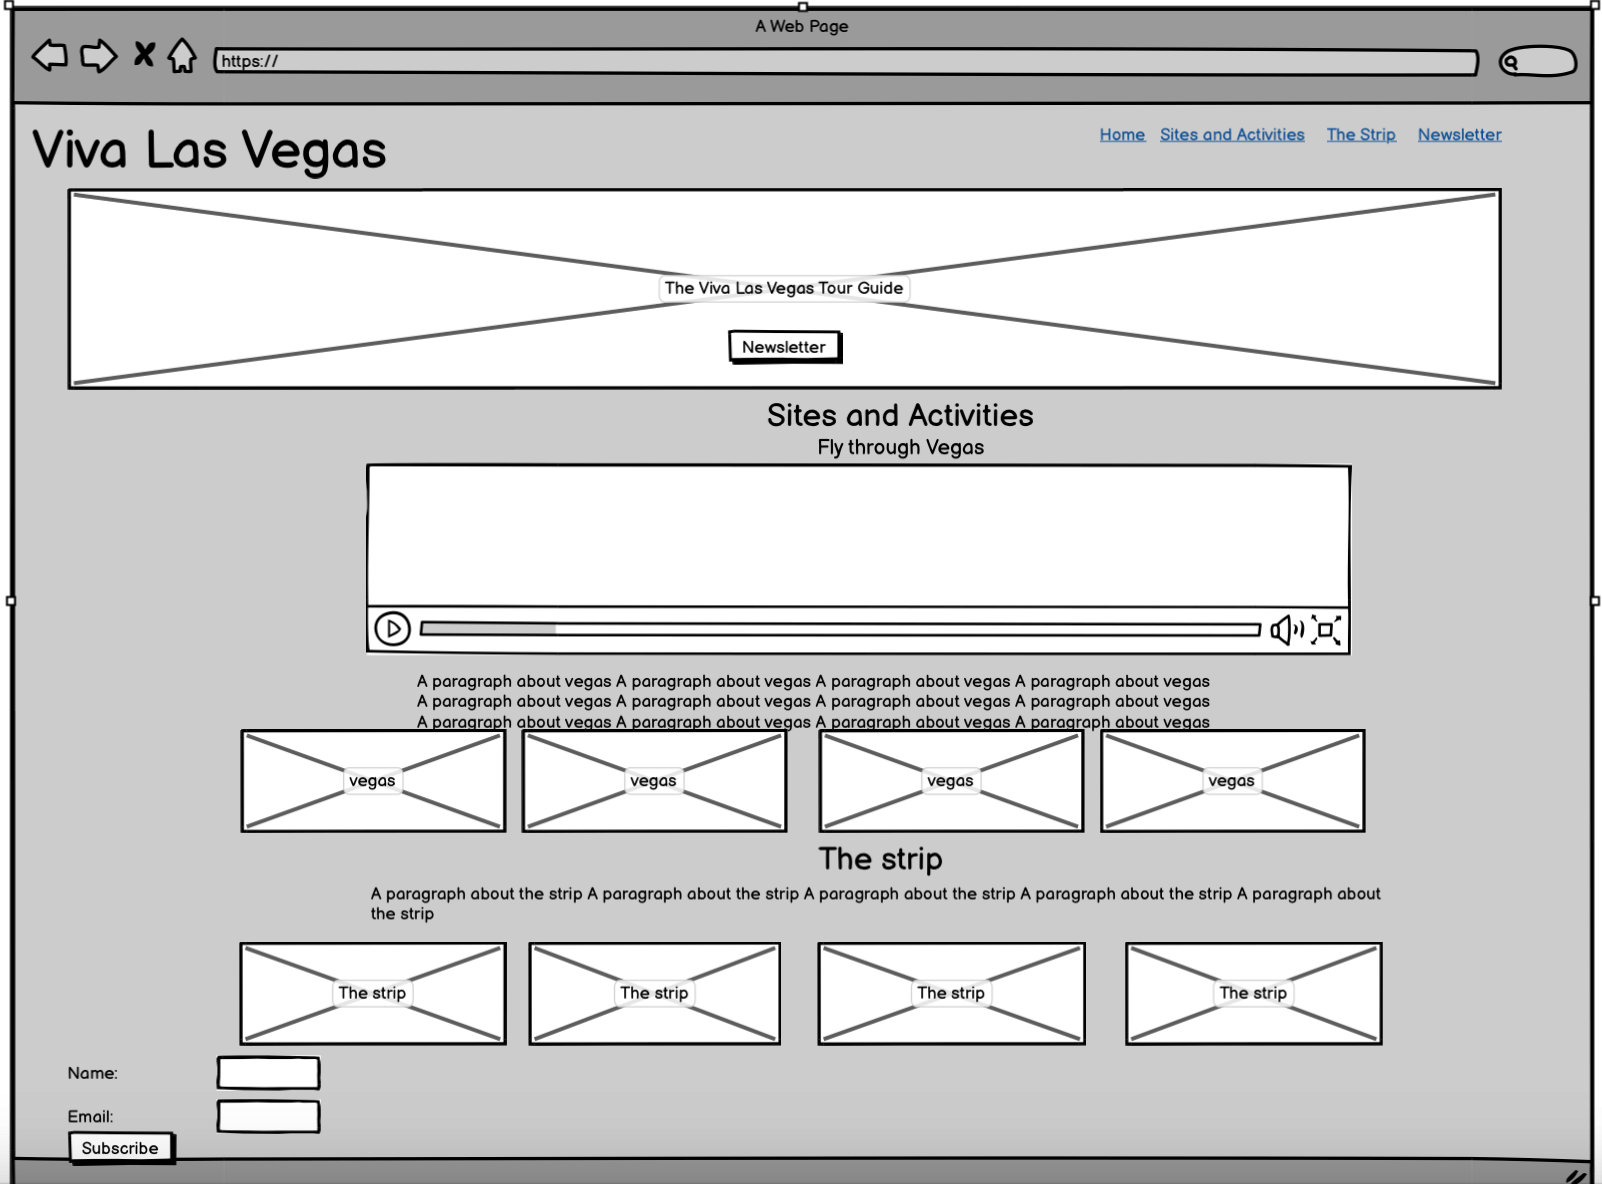 A Web Page
https://
Viva Las Vegas
Home Sites and Activities The Strip Newsletter
The Viva Las Vegas Tour Guide
Newsletter
Sites and Activities
Fly through Vegas
A paragraph about vegas A paragraph about vegas A paragraph about vegas A paragraph about vegas
A paragraph about vegas A paragraph about vegas A paragraph about vegas A paragraph about vegas
A paragraph about vegas A paragraph about vegas A paragraph about vegas A paragraph about vegas
vegas vegas vegas vegas
The strip
A paragraph about the strip A paragraph about the strip A paragraph about the strip A paragraph about the strip A paragraph about
the strip
The strip The strip The strip The strip
Name:
Email:
Subscribe